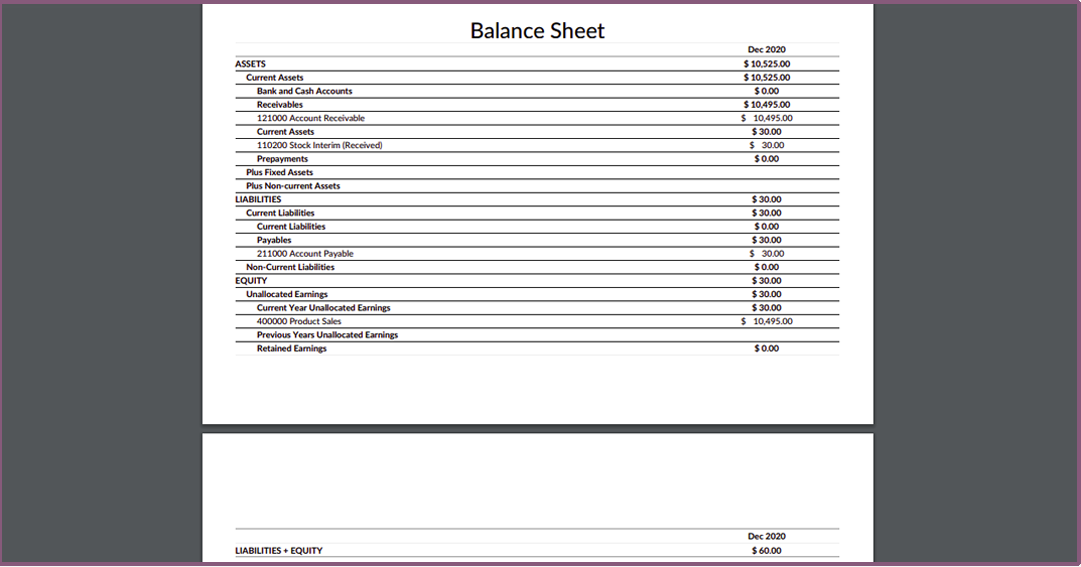 Balance Sheet
Dec 2020
ASSETS $ 10,525.00
Current Assets $ 10,525.00
Bank and Cash Accounts $ 0.00
Receivables $ 10,495.00
121000 Account Receivable $ 10,495.00
Current Assets $ 30.00
110200 Stock Interim (Received) $ 30.00
Prepayments $ 0.00
Plus Fixed Assets
Plus Non-current Assets
LIABILITIES $ 30.00
Current Liabilities $ 30.00
Current Liabilities $ 0.00
Payables $ 30.00
211000 Account Payable $ 30.00
Non-Current Liabilities $ 0.00
EQUITY $ 30.00
Unallocated Earnings $ 30.00
Current Year Unallocated Earnings $ 30.00
400000 Product Sales $ 10,495.00
Previous Years Unallocated Earnings
Retained Earnings $ 0.00
Dec 2020
LIABILITIES + EQUITY $ 60.00